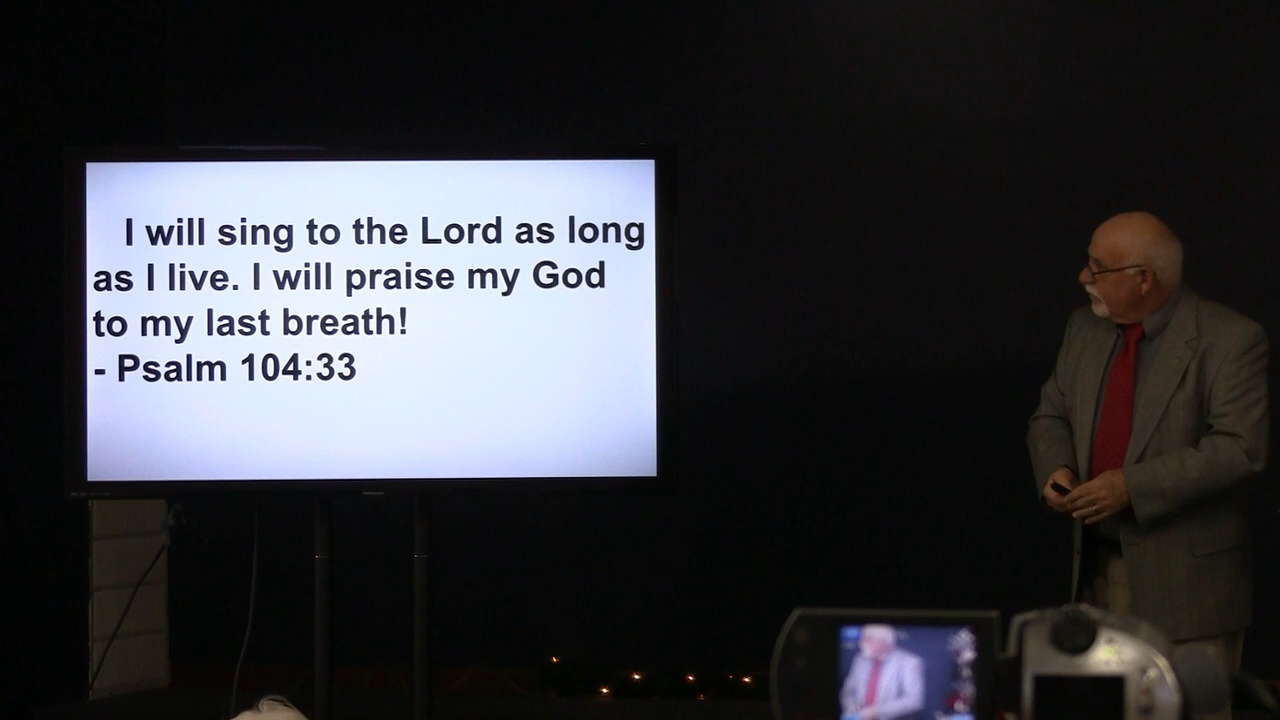 I will sing to the Lord as long
as I live. I will praise my God
to my last breath!
- Psalm 104:33